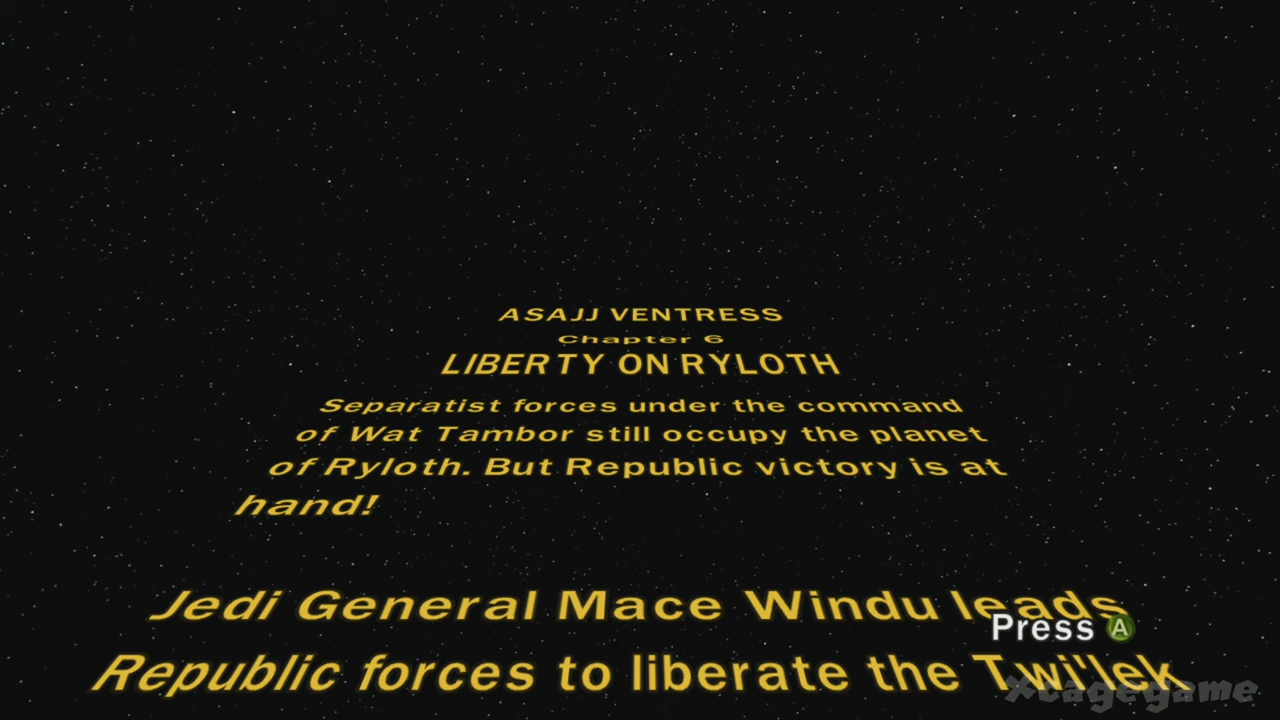 ASAJJ VENTRESS
Chapter 6
LIBERTY ON RYLOTH
Separatist forces under the command
of Wat Tambor still occupy the planet
of Ryloth. But Republic victory is at
hand!
Jedi General Mace Windu leads
Press A
Republic forces to liberate the Twi'lek
Xcagegame